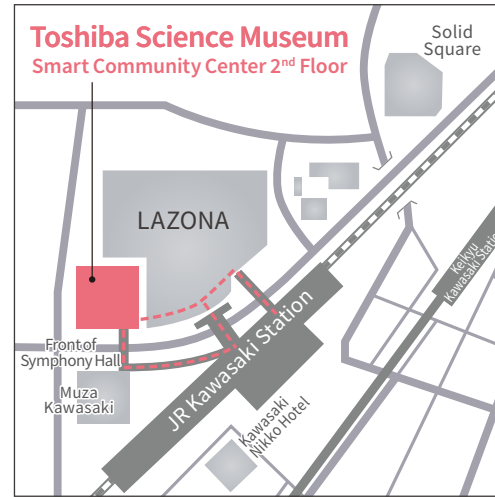 Toshiba Science Museum
Smart Community Center 2nd Floor
Solid
Square
LAZONA
Keikyu
Kawasaki Station
JR Kawasaki Station
Front of
Symphony Hall
Muza
Kawasaki
Kawasaki
Nikko Hotel